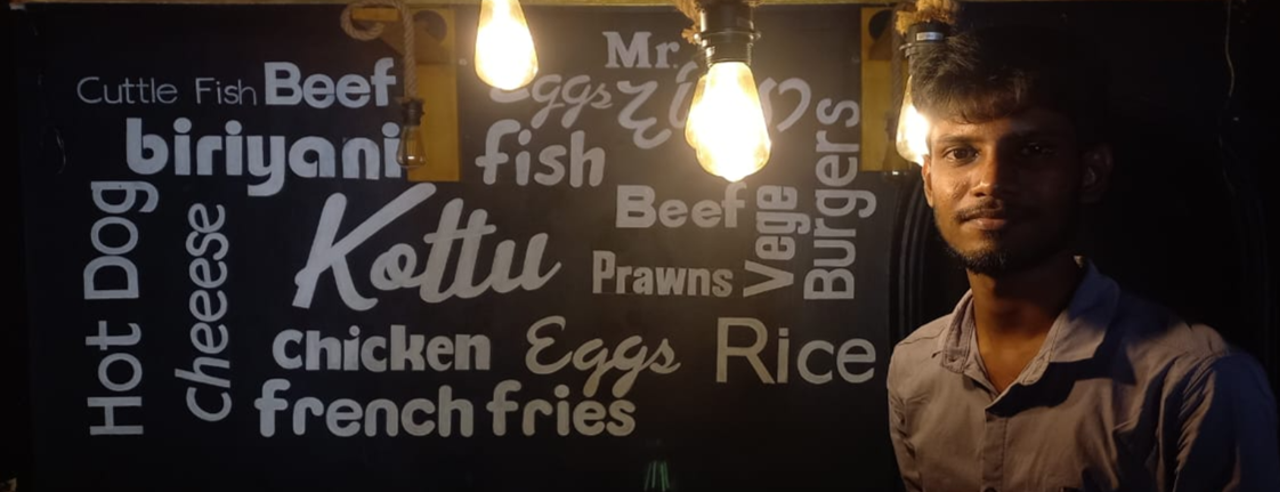 Mr.
Cuttle Fish Beef
Eggs
biriyani
fish
Burgers
Hot Dog
cheeese
Kottu
Beef
Vege
Prawns
chicken Eggs Rice
french fries